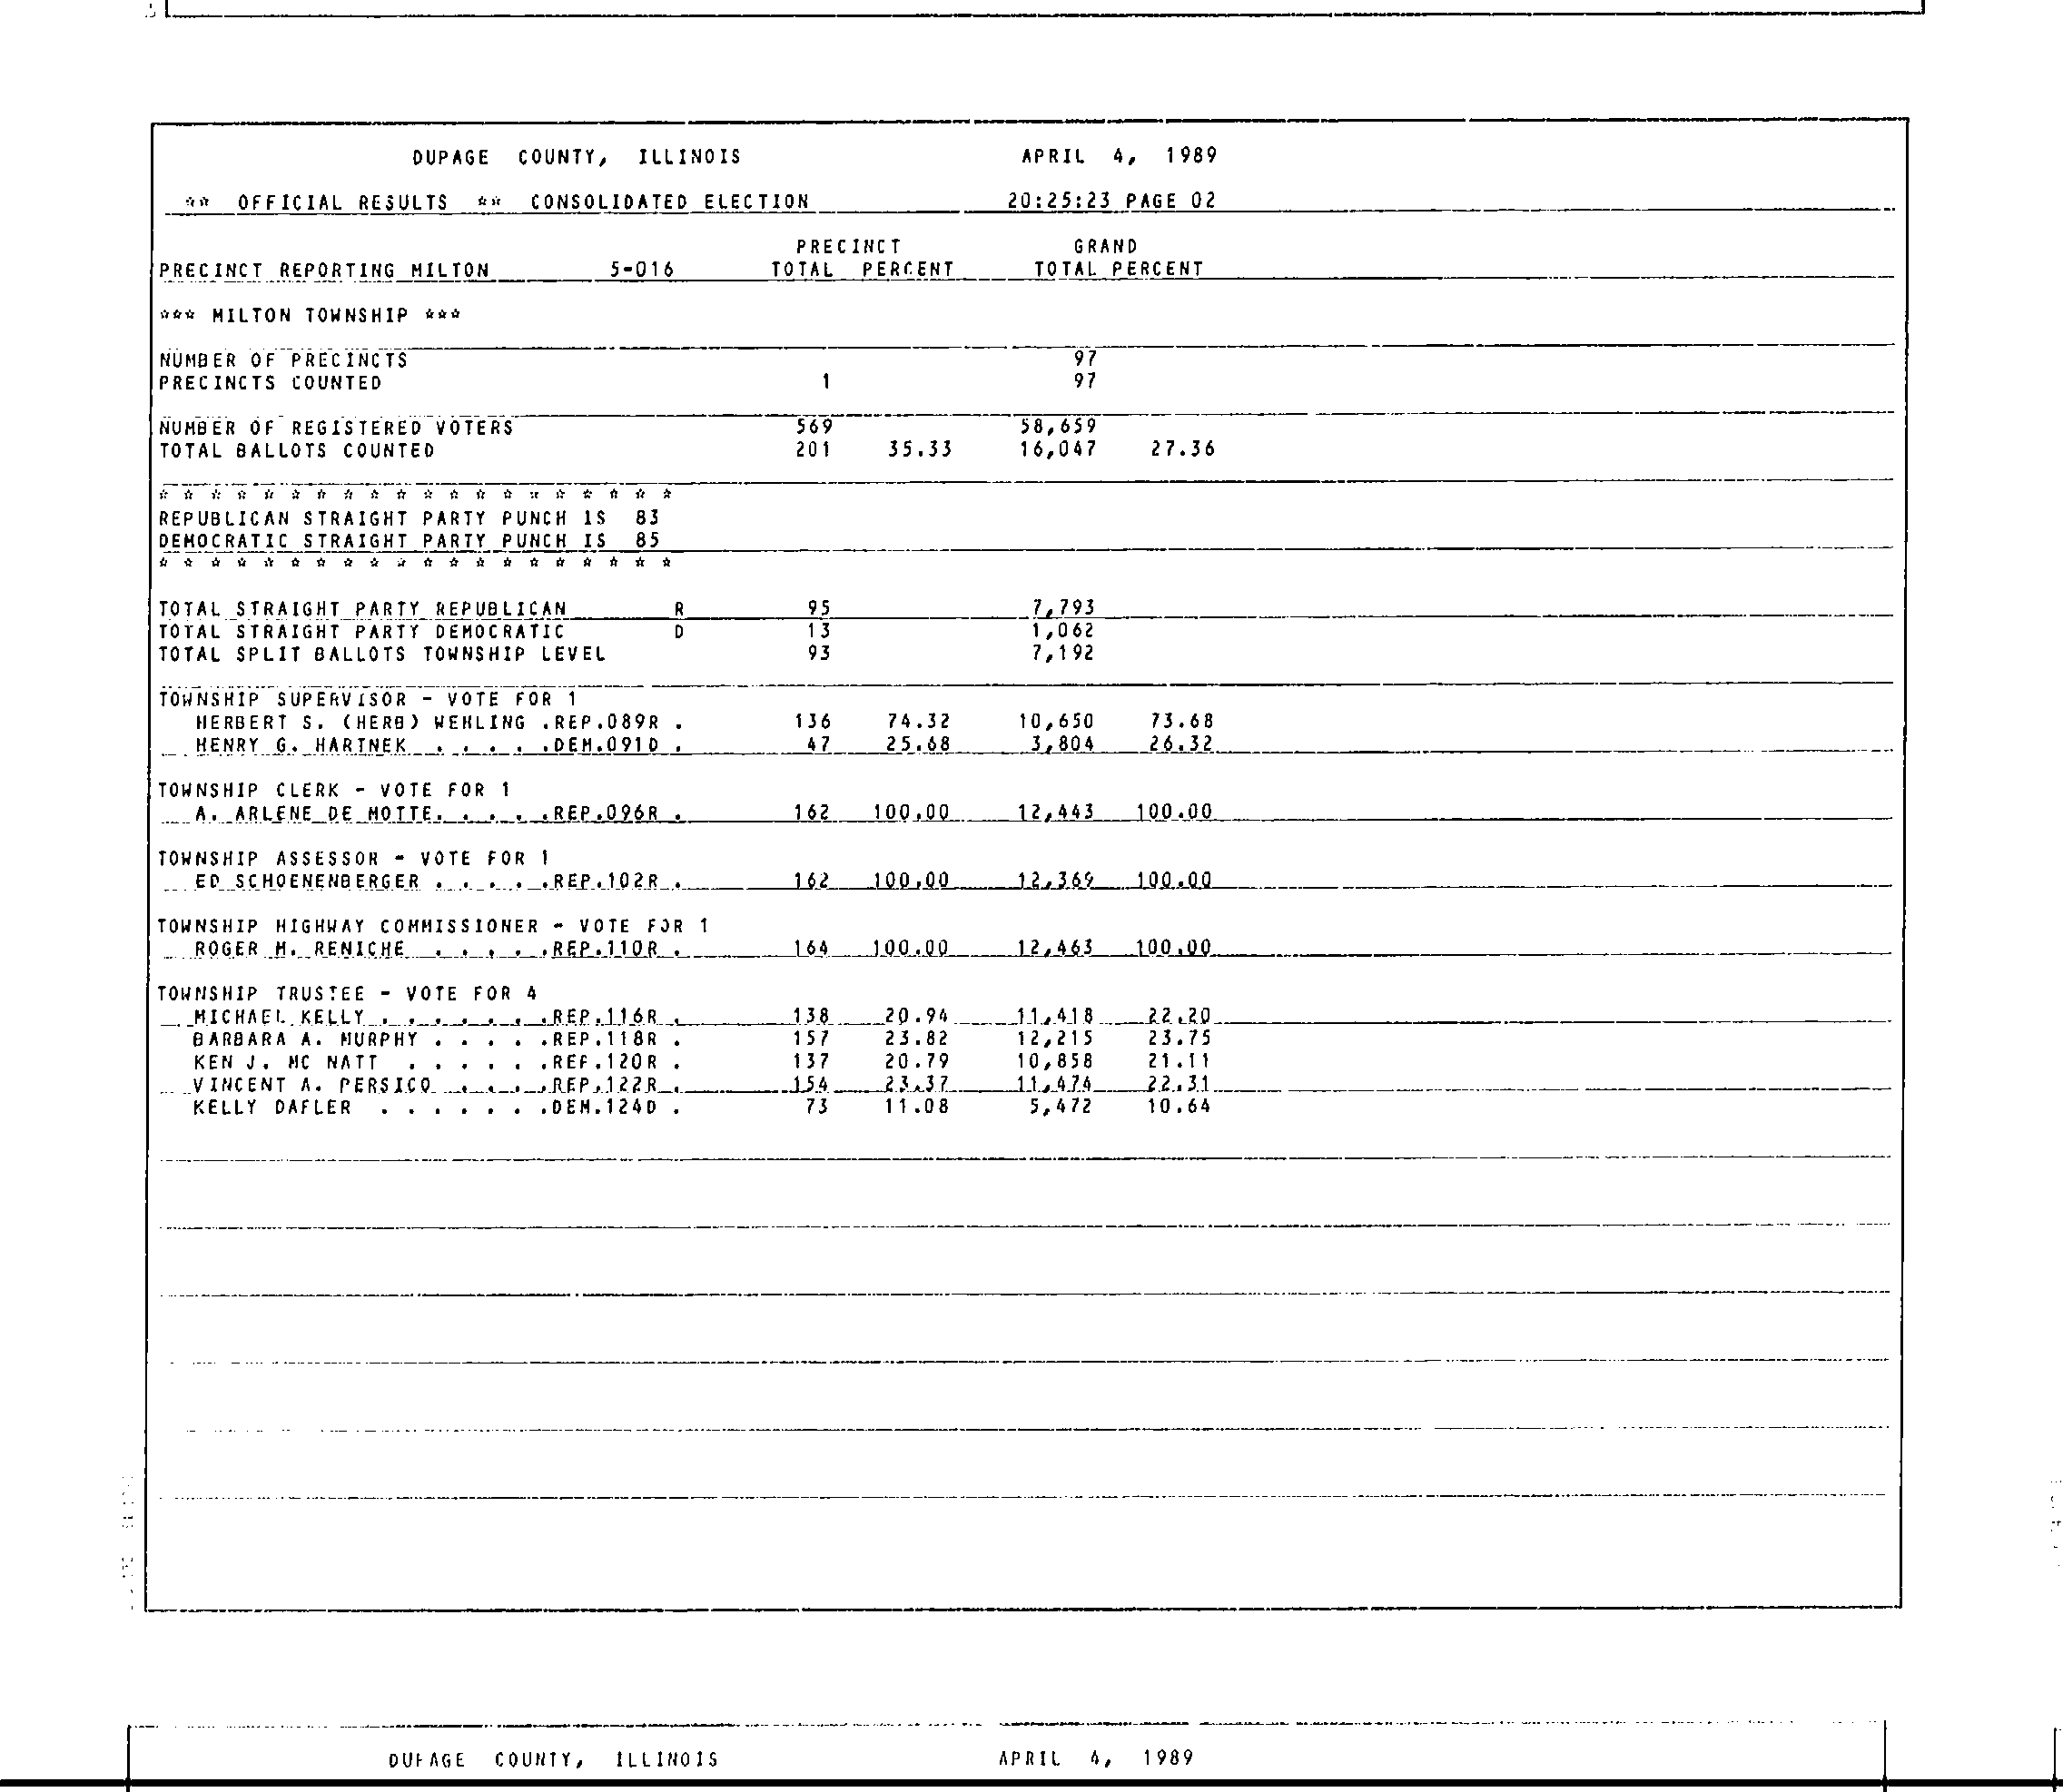 DUPAGE COUNTY, ILLINOIS APRIL 4, 1989
** OFFICIAL RESULTS ** CONSOLIDATED ELECTION 20:25:23 PAGE 02
PRECINCT GRAND
PRECINCT REPORTING MILTON 5-016 TOTAL PERCENT TOTAL PERCENT
*** MILTON TOWNSHIP ***
NUMBER OF PRECINCTS 97
PRECINCTS COUNTED 1 97
NUMBER OF REGISTERED VOTERS 569 58,659
TOTAL BALLOTS COUNTED 201 35.33 16,047 27.36
* * * * * * * * * * * * * * * * * * * *
REPUBLICAN STRAIGHT PARTY PUNCH IS 83
DEMOCRATIC STRAIGHT PARTY PUNCH IS 85
* * * * * * * * * * * * * * * * * * * *
TOTAL STRAIGHT PARTY REPUBLICAN R 95 7,793
TOTAL STRAIGHT PARTY DEMOCRATIC D 13 1,062
TOTAL SPLIT BALLOTS TOWNSHIP LEVEL 93 7,192
TOWNSHIP SUPERVISOR - VOTE FOR 1
HERBERT S. (HERB) WEHLING .REP.089R . 136 74.32 10,650 73.68
HENRY G. HARTNEK . . . . .DEM.091D . 47 25.68 3,804 26.32
TOWNSHIP CLERK - VOTE FOR 1
A. ARLENE DE MOTTE. . . . .REP.096R . 162 100.00 12,443 100.00
TOWNSHIP ASSESSOR - VOTE FOR 1
ED SCHOENENBERGER . . . . .REP.102R . 162 100.00 12,369 100.00
TOWNSHIP HIGHWAY COMMISSIONER - VOTE FOR 1
ROGER M. RENICHE . . . . .REP.110R . 164 100.00 12,463 100.00
TOWNSHIP TRUSTEE - VOTE FOR 4
MICHAEL KELLY . . . . . . .REP.116R . 138 20.94 11,418 22.20
BARBARA A. MURPHY . . . . .REP.118R . 157 23.82 12,215 23.75
KEN J. MC NATT . . . . . .REP.120R . 137 20.79 10,858 21.11
VINCENT A. PERSICO . . . .REP.122R . 154 23.37 11,474 22.31
KELLY DAFLER . . . . . . .DEM.124D . 73 11.08 5,472 10.64
DUPAGE COUNTY, ILLINOIS APRIL 4, 1989